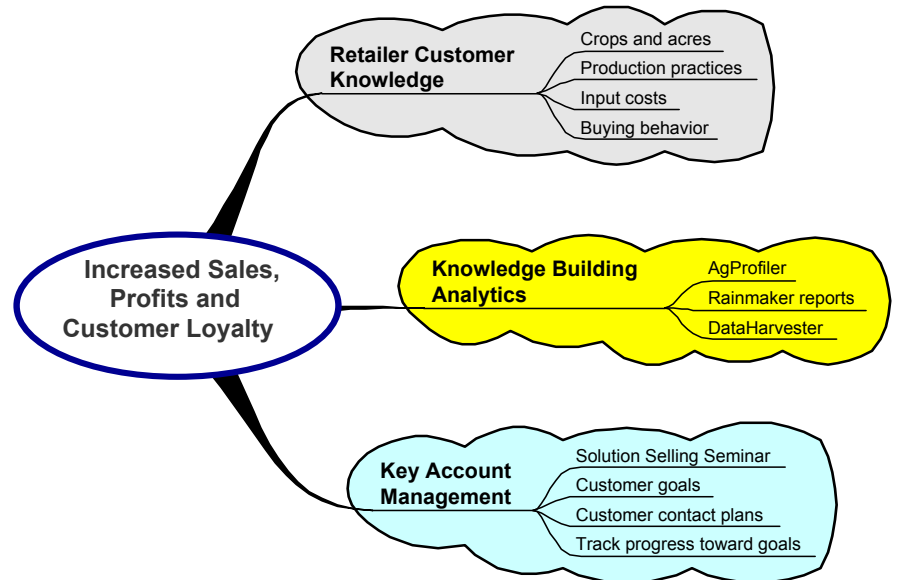 Retailer Customer
Knowledge
Crops and acres
Production practices
Input costs
Buying behavior
Increased Sales,
Profits and
Customer Loyalty
Knowledge Building
Analytics
AgProfiler
Rainmaker reports
DataHarvester
Key Account
Management
Solution Selling Seminar
Customer goals
Customer contact plans
Track progress toward goals